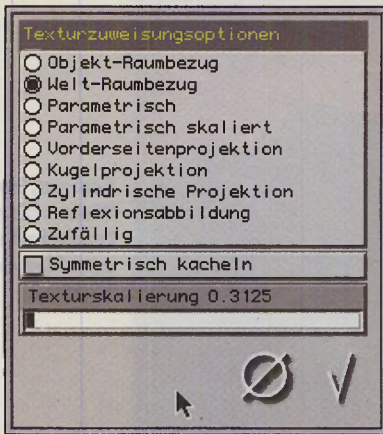 Texturzuweisungsoptionen
Objekt-Raumbezug
Welt-Raumbezug
Parametrisch
Parametrisch skaliert
Vorderseitenprojektion
Kugelprojektion
Zylindrische Projektion
Reflexionsabbildung
Zufällig
Symmetrisch kacheln
Texturskalierung 0.3125